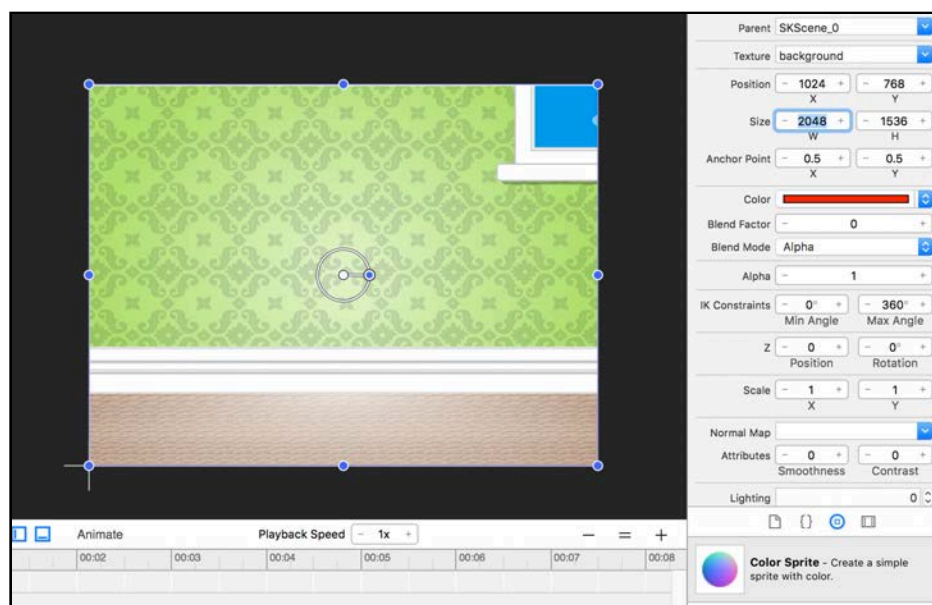 Parent SKScene_0
Texture background
Position - 1024 + - 768 +
X Y
Size - 2048 + - 1536 +
W H
Anchor Point - 0.5 + - 0.5 +
X Y
Color
Blend Factor - 0 +
Blend Mode Alpha
Alpha - 1 +
IK Constraints - 0° + - 360° +
Min Angle Max Angle
Z - 0 + - 0° +
Position Rotation
Scale - 1 + - 1 +
X Y
Normal Map
Attributes - 0 + - 0 +
Smoothness Contrast
Lighting 0
{}
Animate Playback Speed - 1x + − = +
00:02 00:03 00:04 00:05 00:06 00:07 00:08
Color Sprite - Create a simple
sprite with color.